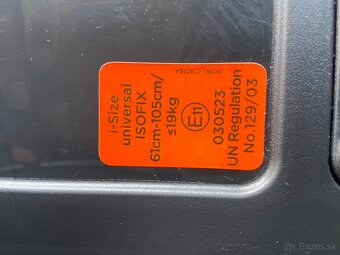 i-Size
universal
ISOFIX
61cm-105cm/
≤19kg
E11
030523
UN Regulation
No.129/03
© Bazos.sk